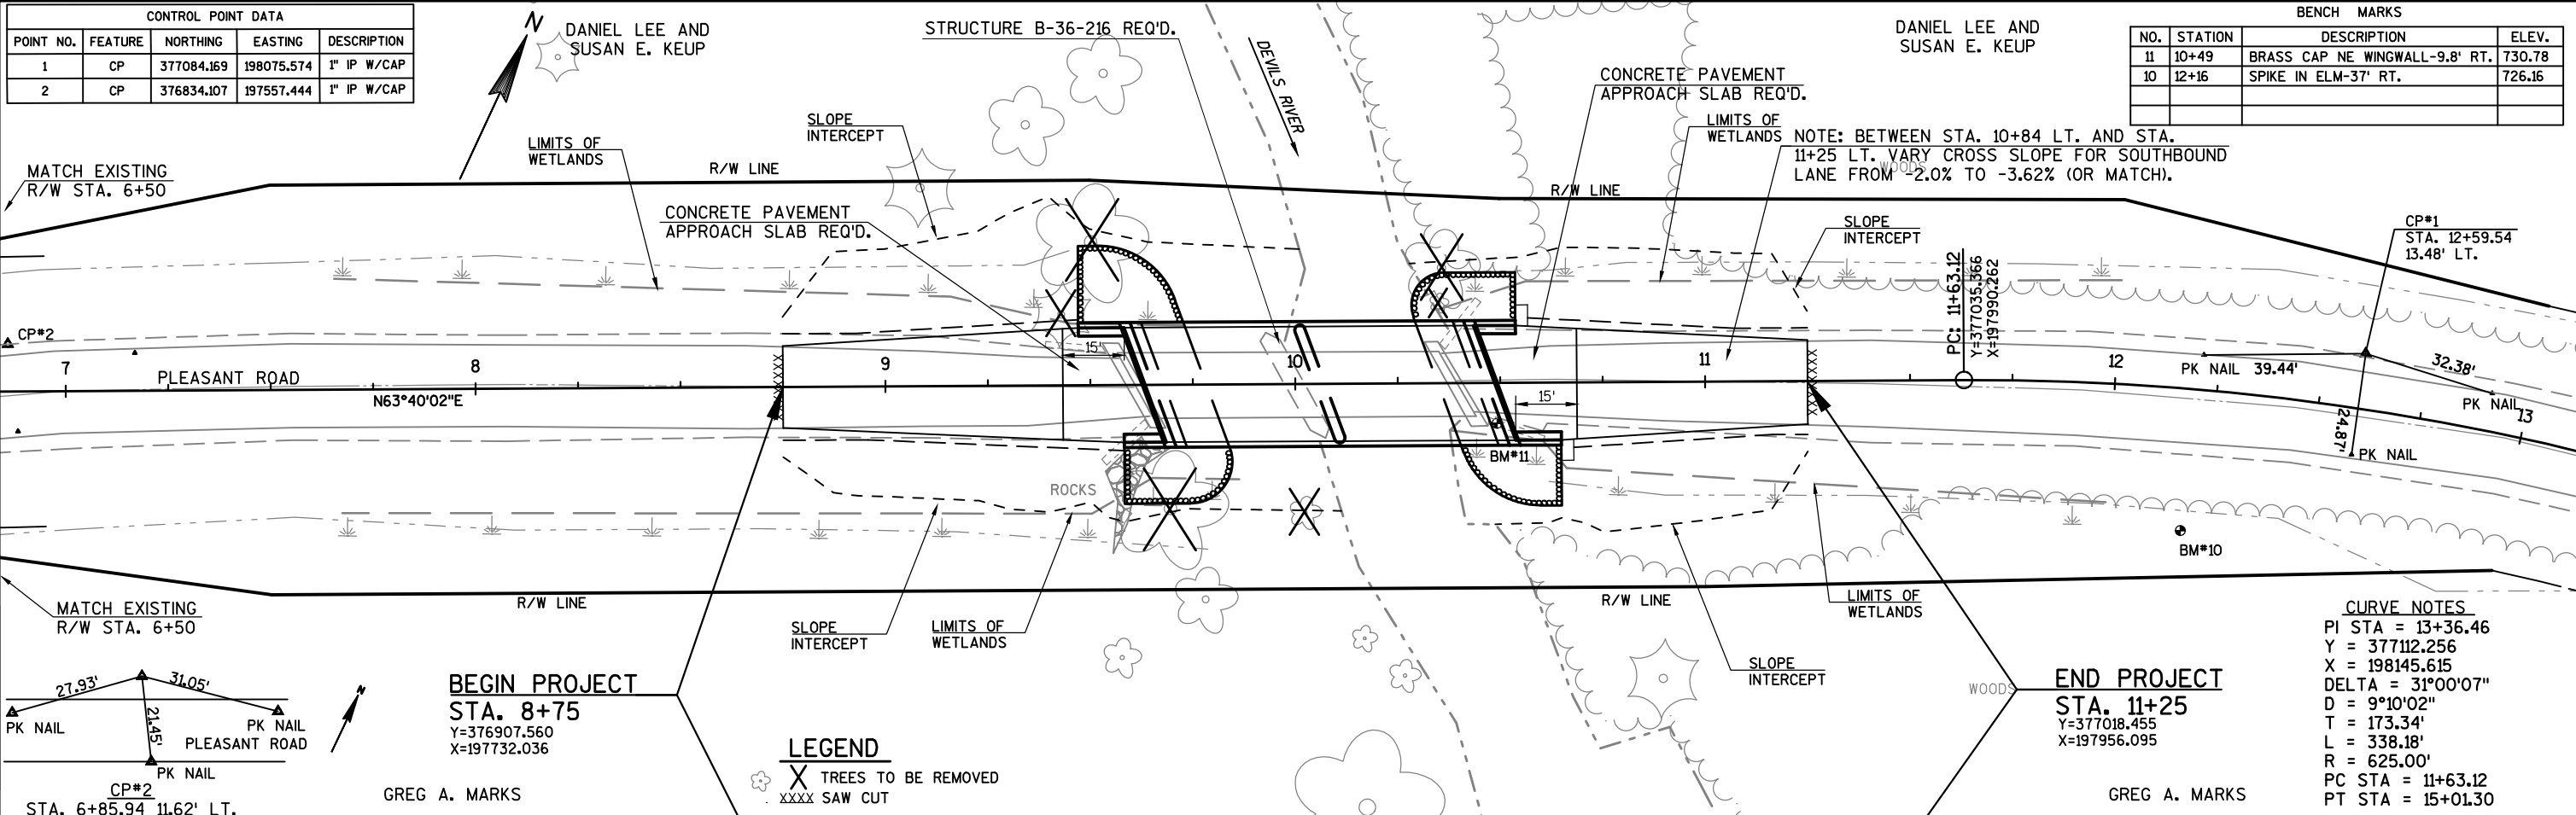 CONTROL POINT DATA
POINT NO. FEATURE NORTHING EASTING DESCRIPTION
1 CP 377084.169 198075.574 1" IP W/CAP
2 CP 376834.107 197557.444 1" IP W/CAP
N
DANIEL LEE AND
SUSAN E. KEUP
STRUCTURE B-36-216 REQ'D.
DEVILS RIVER
DANIEL LEE AND
SUSAN E. KEUP
BENCH MARKS
NO. STATION DESCRIPTION ELEV.
11 10+49 BRASS CAP NE WINGWALL-9.8' RT. 730.78
10 12+16 SPIKE IN ELM-37' RT. 726.16
CONCRETE PAVEMENT
APPROACH SLAB REQ'D.
SLOPE
INTERCEPT
LIMITS OF
WETLANDS
LIMITS OF
WETLANDS
NOTE: BETWEEN STA. 10+84 LT. AND STA.
11+25 LT. VARY CROSS SLOPE FOR SOUTHBOUND
LANE FROM -2.0% TO -3.62% (OR MATCH).
WOODS
MATCH EXISTING
R/W STA. 6+50
R/W LINE
R/W LINE
CONCRETE PAVEMENT
APPROACH SLAB REQ'D.
SLOPE
INTERCEPT
CP#1
STA. 12+59.54
13.48' LT.
PC: 11+63.12
Y=377035.366
X=197990.262
CP#2
7
8
9
10
11
12
13
15'
15'
PLEASANT ROAD
N63°40'02"E
PK NAIL 39.44'
32.38'
PK NAIL
24.87'
PK NAIL
BM#11
ROCKS
BM#10
MATCH EXISTING
R/W STA. 6+50
R/W LINE
R/W LINE
SLOPE
INTERCEPT
LIMITS OF
WETLANDS
LIMITS OF
WETLANDS
SLOPE
INTERCEPT
27.93'
31.05'
21.45'
PK NAIL
PK NAIL
PLEASANT ROAD
PK NAIL
N
CP#2
STA. 6+85.94 11.62' LT.
BEGIN PROJECT
STA. 8+75
Y=376907.560
X=197732.036
GREG A. MARKS
LEGEND
TREES TO BE REMOVED
XXXX SAW CUT
WOODS
END PROJECT
STA. 11+25
Y=377018.455
X=197956.095
GREG A. MARKS
CURVE NOTES
PI STA = 13+36.46
Y = 377112.256
X = 198145.615
DELTA = 31°00'07"
D = 9°10'02"
T = 173.34'
L = 338.18'
R = 625.00'
PC STA = 11+63.12
PT STA = 15+01.30